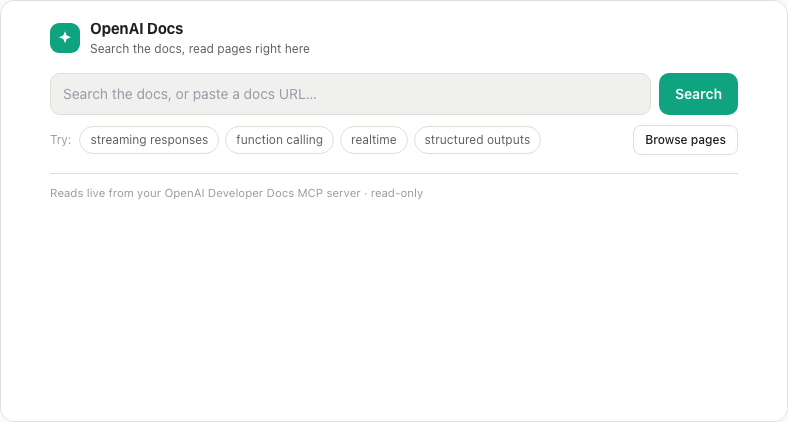 OpenAI Docs
Search the docs, read pages right here
Search the docs, or paste a docs URL...
Search
Try: streaming responses function calling realtime structured outputs Browse pages
Reads live from your OpenAI Developer Docs MCP server · read-only